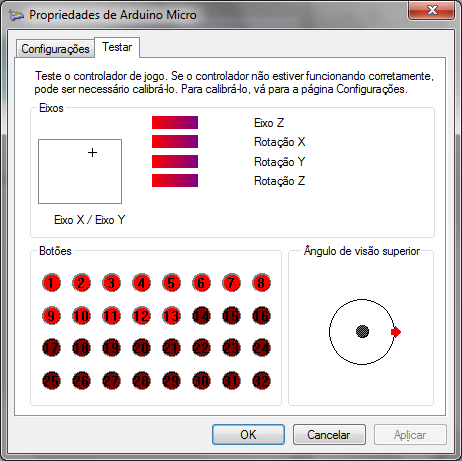 Propriedades de Arduino Micro
Configurações
Testar
Teste o controlador de jogo. Se o controlador não estiver funcionando corretamente,
pode ser necessário calibrá-lo. Para calibrá-lo, vá para a página Configurações.
Eixos
Eixo Z
Rotação X
Rotação Y
Rotação Z
Eixo X / Eixo Y
Botões
1 2 3 4 5 6 7 8
9 10 11 12 13 14 15 16
17 18 19 20 21 22 23 24
25 26 27 28 29 30 31 32
Ângulo de visão superior
OK
Cancelar
Aplicar